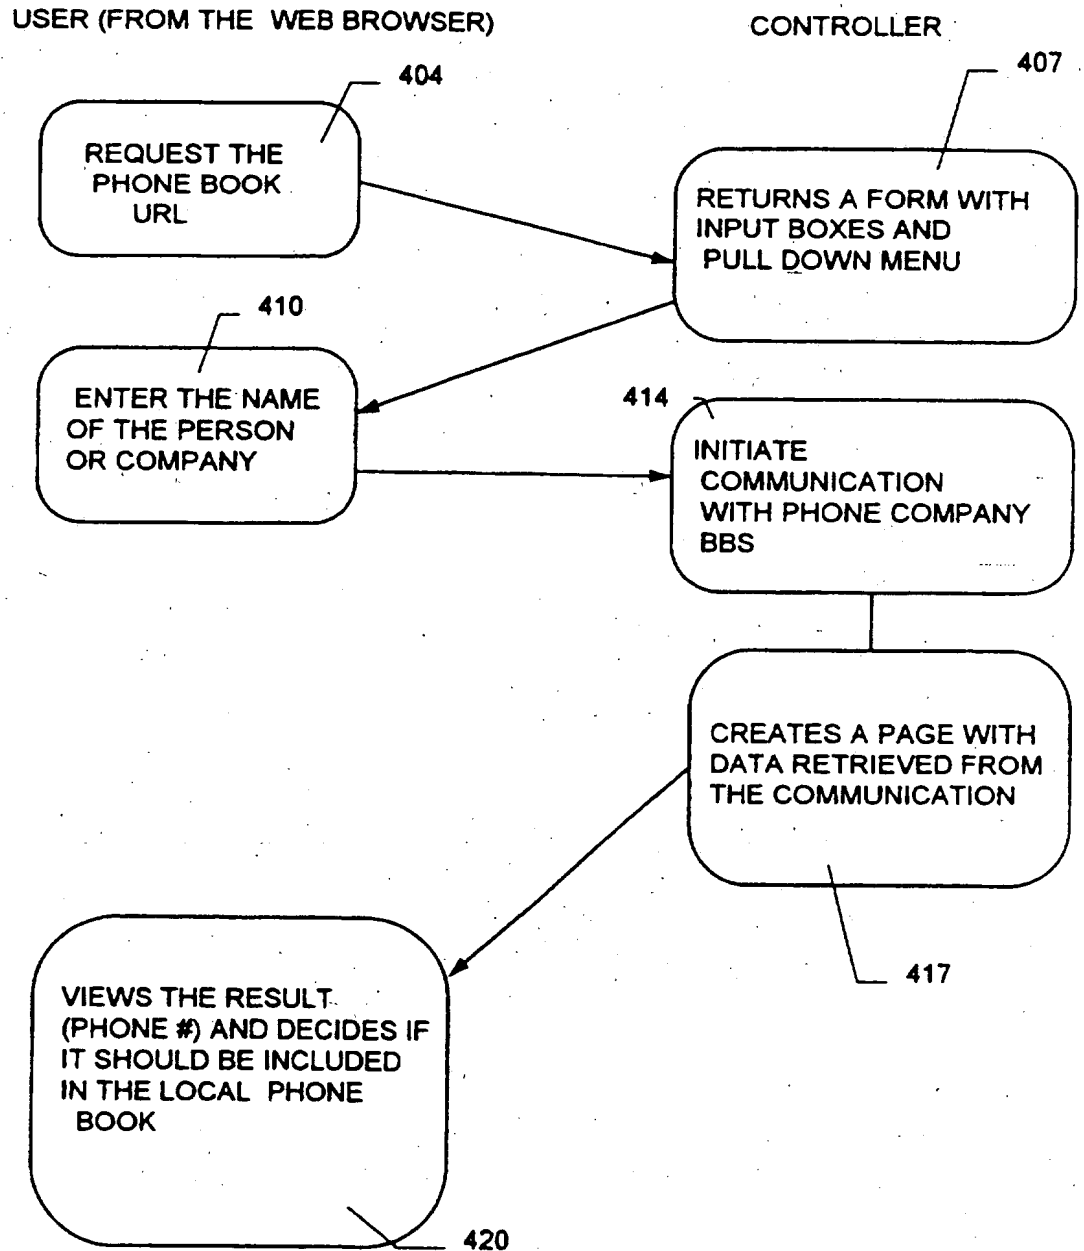 USER (FROM THE WEB BROWSER)
CONTROLLER
404
REQUEST THE
PHONE BOOK
URL
407
RETURNS A FORM WITH
INPUT BOXES AND
PULL DOWN MENU
410
ENTER THE NAME
OF THE PERSON
OR COMPANY
414
INITIATE
COMMUNICATION
WITH PHONE COMPANY
BBS
CREATES A PAGE WITH
DATA RETRIEVED FROM
THE COMMUNICATION
417
VIEWS THE RESULT
(PHONE #) AND DECIDES IF
IT SHOULD BE INCLUDED
IN THE LOCAL PHONE
BOOK
420